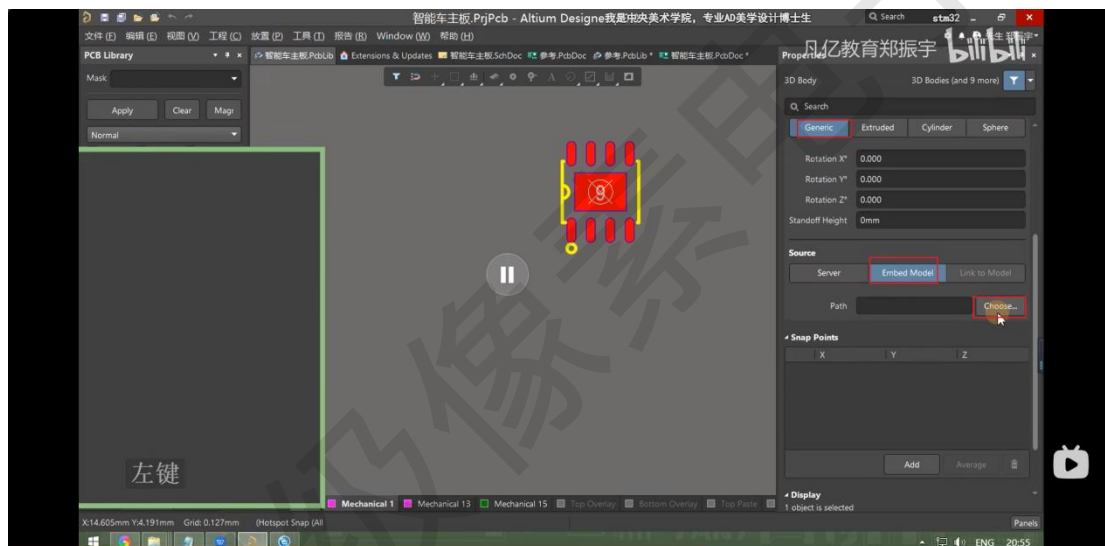 智能车主板.PrjPcb - Altium Designe我是中央美术学院，专业AD美学设计博士生
Search
stm32
文件 (F) 编辑 (E) 视图 (V) 工程 (C) 放置 (P) 工具 (T) 报告 (R) Window (W) 帮助 (H)
PCB Library
智能车主板.PcbLib
Extensions & Updates
智能车主板.SchDoc
参考.PcbDoc
参考.PcbLib *
智能车主板.PcbDoc *
Properties
凡亿教育郑振宇
bilibili
Mask
3D Body
3D Bodies (and 9 more)
Search
Apply
Clear
Magi
Normal
Generic
Extruded
Cylinder
Sphere
Rotation X° 0.000
Rotation Y° 0.000
Rotation Z° 0.000
Standoff Height 0mm
9
Source
Server
Embed Model
Link to Model
Path
Choose...
Snap Points
X Y Z
左键
Add
Average
Display
1 object is selected
Mechanical 1
Mechanical 13
Mechanical 15
Top Overlay
Bottom Overlay
Top Paste
X:14.605mm Y:4.191mm Grid: 0.127mm (Hotspot Snap (All
Panels
ENG 20:55